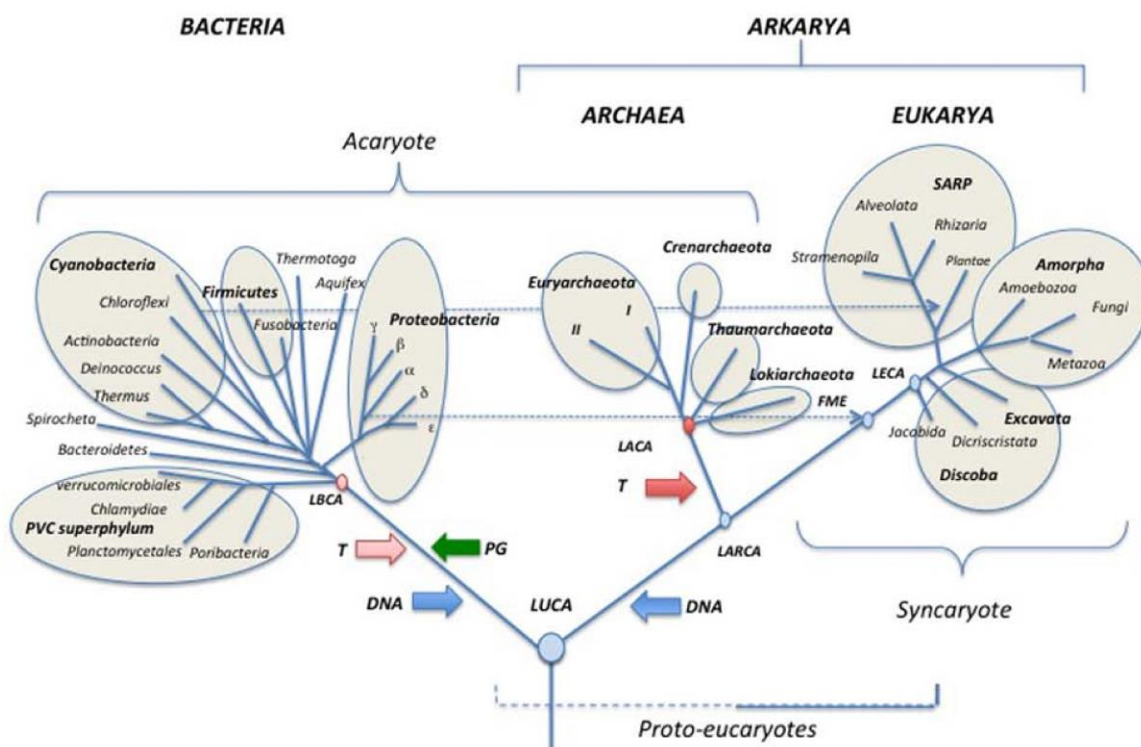 BACTERIA
ARKARYA
ARCHAEA
EUKARYA
Acaryote
SARP
Alveolata
Rhizaria
Stramenopila
Plantae
Cyanobacteria
Chloroflexi
Actinobacteria
Deinococcus
Thermus
Spirocheta
Bacteroidetes
Firmicutes
Fusobacteria
Thermotoga
Aquifex
Proteobacteria
γ
β
α
δ
ε
Euryarchaeota
I
II
Crenarchaeota
Thaumarchaeota
Lokiarchaeota
FME
LECA
Amorpha
Amoebozoa
Fungi
Metazoa
Excavata
Jacabida
Dicriscristata
Discoba
verrucomicrobiales
Chlamydiae
PVC superphylum
Planctomycetales
Poribacteria
LBCA
LACA
T
LARCA
T
PG
DNA
LUCA
DNA
Syncaryote
Proto-eucaryotes